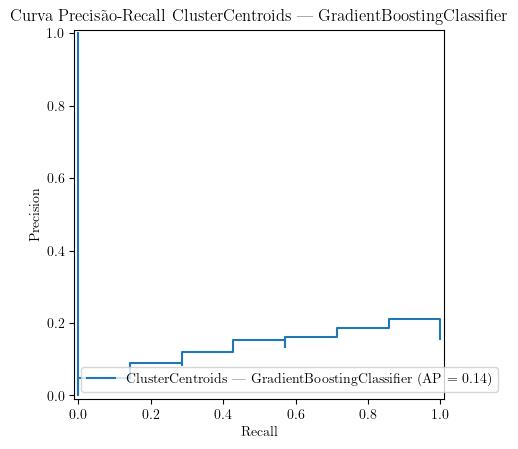 Curva Precisão-Recall ClusterCentroids — GradientBoostingClassifier
1.0
0.8
0.6
0.4
0.2
0.0
Precision
ClusterCentroids — GradientBoostingClassifier (AP = 0.14)
0.0 0.2 0.4 0.6 0.8 1.0
Recall